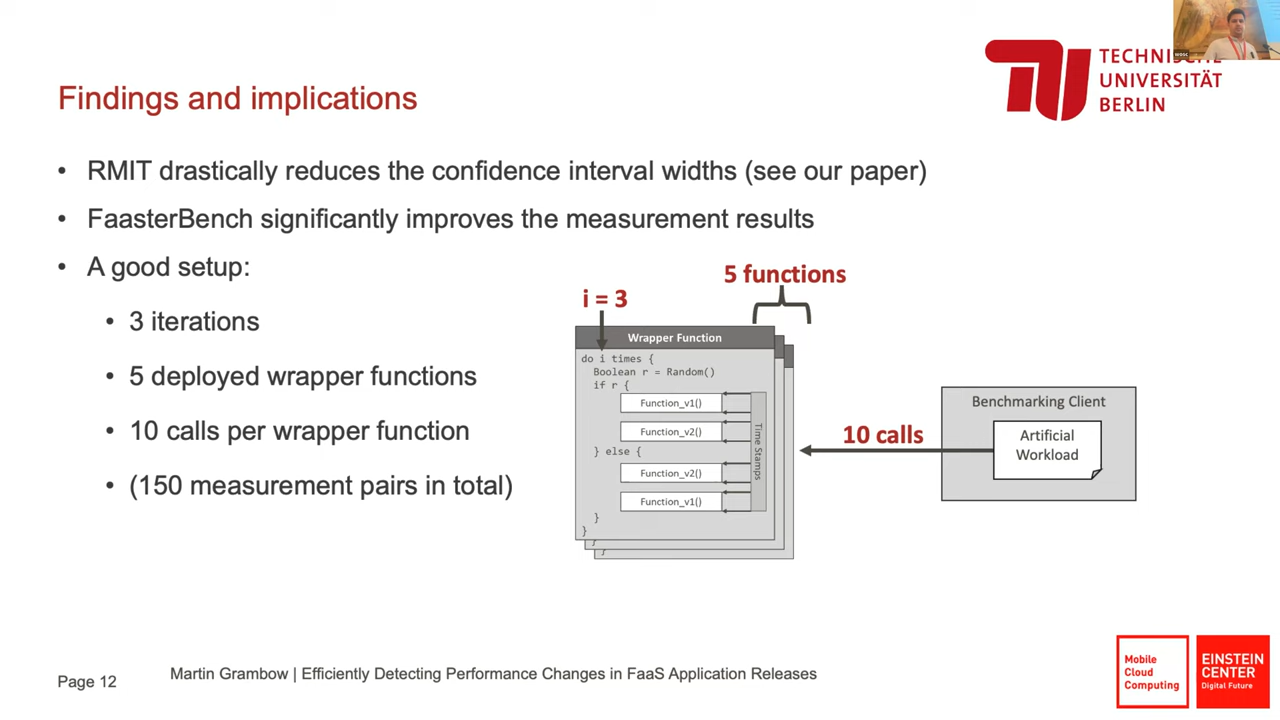 TECHNISCHE
UNIVERSITÄT
BERLIN
Findings and implications
• RMIT drastically reduces the confidence interval widths (see our paper)
• FaasterBench significantly improves the measurement results
• A good setup:
• 3 iterations
• 5 deployed wrapper functions
• 10 calls per wrapper function
• (150 measurement pairs in total)
5 functions
i = 3
Wrapper Function
do i times {
Boolean r = Random()
if r {
Function_v1()
Function_v2()
} else {
Function_v2()
Function_v1()
}
}
}
}
Time Stamps
10 calls
Benchmarking Client
Artificial
Workload
Page 12
Martin Grambow | Efficiently Detecting Performance Changes in FaaS Application Releases
Mobile
Cloud
Computing
EINSTEIN
CENTER
Digital Future